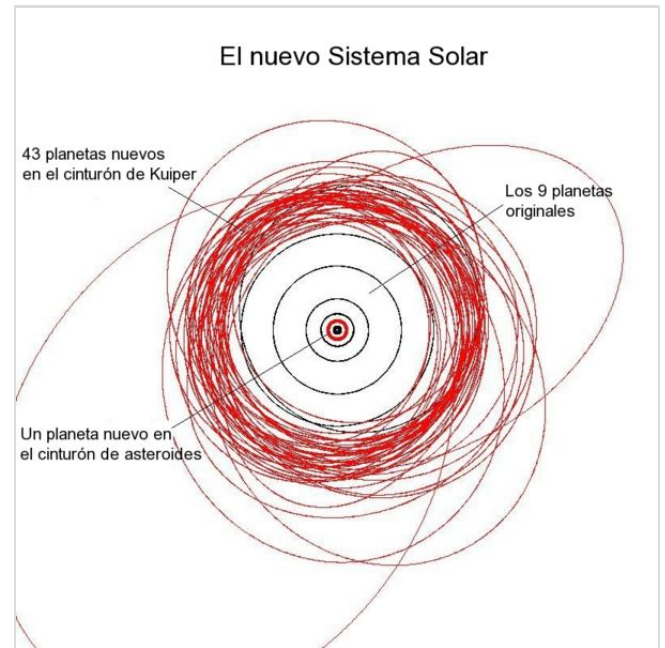 El nuevo Sistema Solar
43 planetas nuevos
en el cinturón de Kuiper
Los 9 planetas
originales
Un planeta nuevo en
el cinturón de asteroides